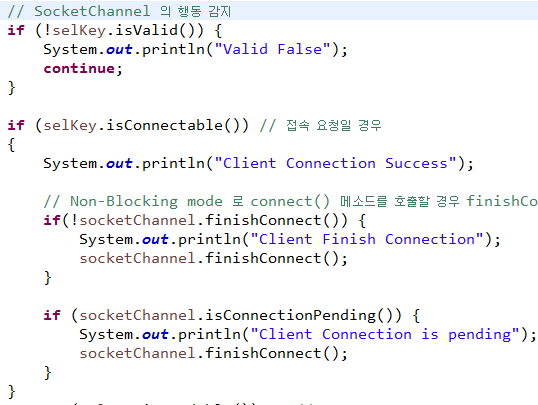 // SocketChannel 의 행동 감지
if (!selKey.isValid()) {
System.out.println("Valid False");
continue;
}
if (selKey.isConnectable()) // 접속 요청일 경우
{
System.out.println("Client Connection Success");
// Non-Blocking mode 로 connect() 메소드를 호출할 경우 finishCo
if(!socketChannel.finishConnect()) {
System.out.println("Client Finish Connection");
socketChannel.finishConnect();
}
if (socketChannel.isConnectionPending()) {
System.out.println("Client Connection is pending");
socketChannel.finishConnect();
}
}